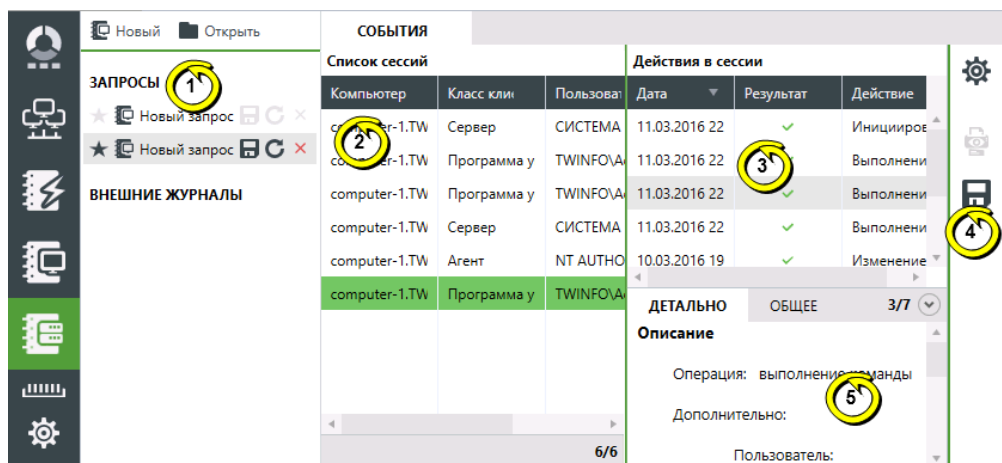 Новый Открыть
ЗАПРОСЫ
1
Новый запрос
Новый запрос
ВНЕШНИЕ ЖУРНАЛЫ
СОБЫТИЯ
Список сессий
Компьютер Класс кли Пользоват
Сервер СИСТЕМА
2
computer-1.TW Программа у TWINFO\A
computer-1.TW Программа у TWINFO\A
computer-1.TW Сервер СИСТЕМА
computer-1.TW Агент NT AUTHO
computer-1.TW Программа у TWINFO\A
6/6
Действия в сессии
Дата Результат Действие
11.03.2016 22 Иницииров
11.03.2016 22 Выполнени
3
11.03.2016 22 Выполнени
11.03.2016 22 Выполнени
10.03.2016 19 Изменение
ДЕТАЛЬНО ОБЩЕЕ 3/7
Описание
Операция: выполнение команды
5
Дополнительно:
Пользователь:
4